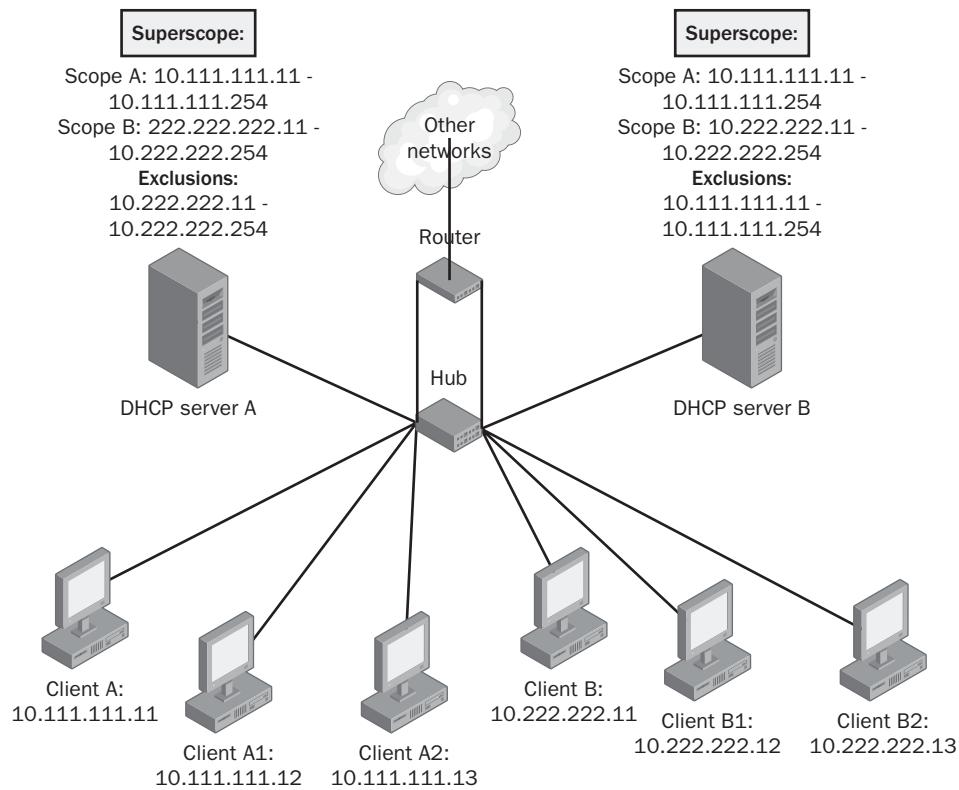 Superscope:
Scope A: 10.111.111.11 -
10.111.111.254
Scope B: 222.222.222.11 -
10.222.222.254
Exclusions:
10.222.222.11 -
10.222.222.254
Superscope:
Scope A: 10.111.111.11 -
10.111.111.254
Scope B: 10.222.222.11 -
10.222.222.254
Exclusions:
10.111.111.11 -
10.111.111.254
Other
networks
Router
Hub
DHCP server A
DHCP server B
Client A:
10.111.111.11
Client A1:
10.111.111.12
Client A2:
10.111.111.13
Client B:
10.222.222.11
Client B1:
10.222.222.12
Client B2:
10.222.222.13